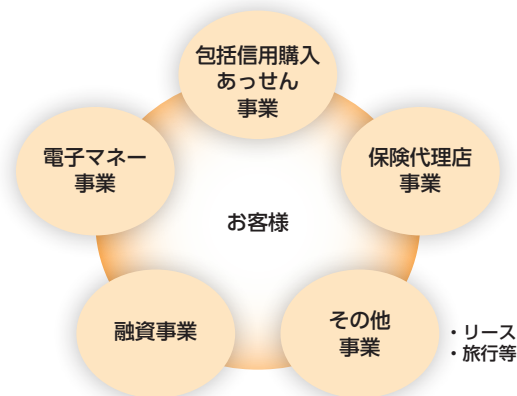 包括信用購入
あっせん
事業
電子マネー
事業
保険代理店
事業
お客様
融資事業
その他
事業
・リース
・旅行等